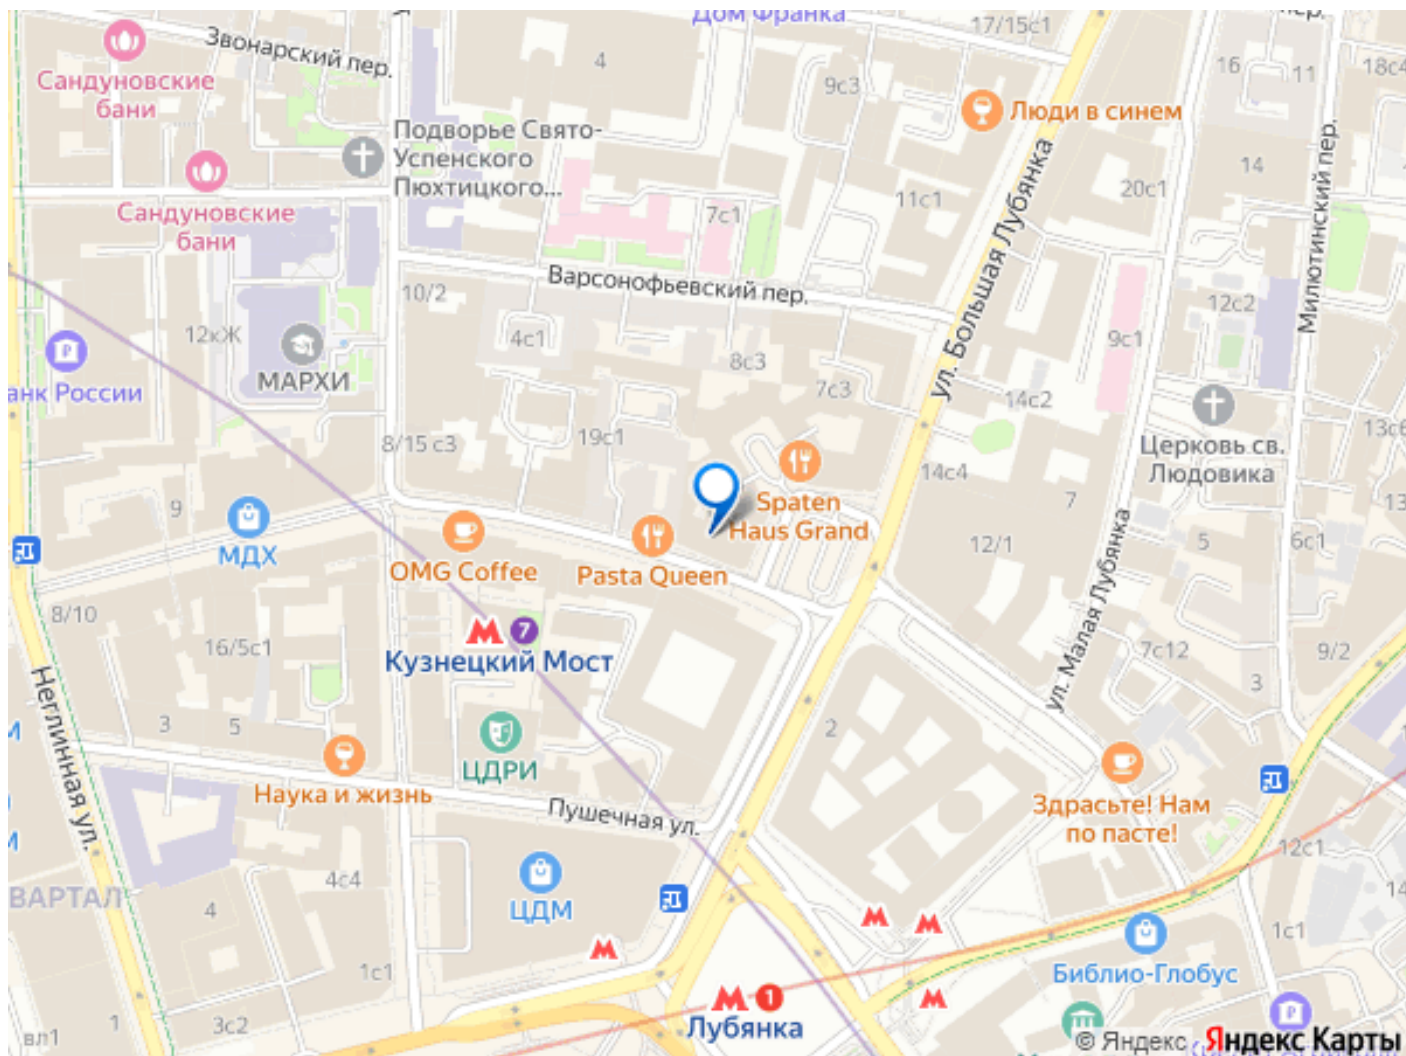 Дом Франка
17/15с1
Звонарский пер.
4
16
11
18с4
Сандуновские
бани
9с3
Люди в синем
Подворье Свято-
Успенского
Пюхтицкого...
14
Милютинский пер.
20с1
11с1
7с1
Сандуновские
бани
ул. Большая Лубянка
Варсонофьевский пер.
10/2
12с2
12кЖ
4с1
9с1
МАРХИ
8с3
7с3
анк России
14с2
8/15 с3
19с1
13с6
Церковь св.
Людовика
14с4
7
Spaten
Haus Grand
9
МДХ
OMG Coffee
Pasta Queen
12/1
5
6с1
13
ул. Малая Лубянка
8/10
16/5с1
7
Кузнецкий Мост
7с12
9/2
3
Неглинная ул.
3
5
2
ЦДРИ
Наука и жизнь
Пушечная ул.
Здрасьте! Нам
по пасте!
12с1
ВАРТАЛ
4с4
4
ЦДМ
14
1с1
1с1
Библио-Глобус
1
Лубянка
вл1
1
3с2
© Яндекс Яндекс Карты